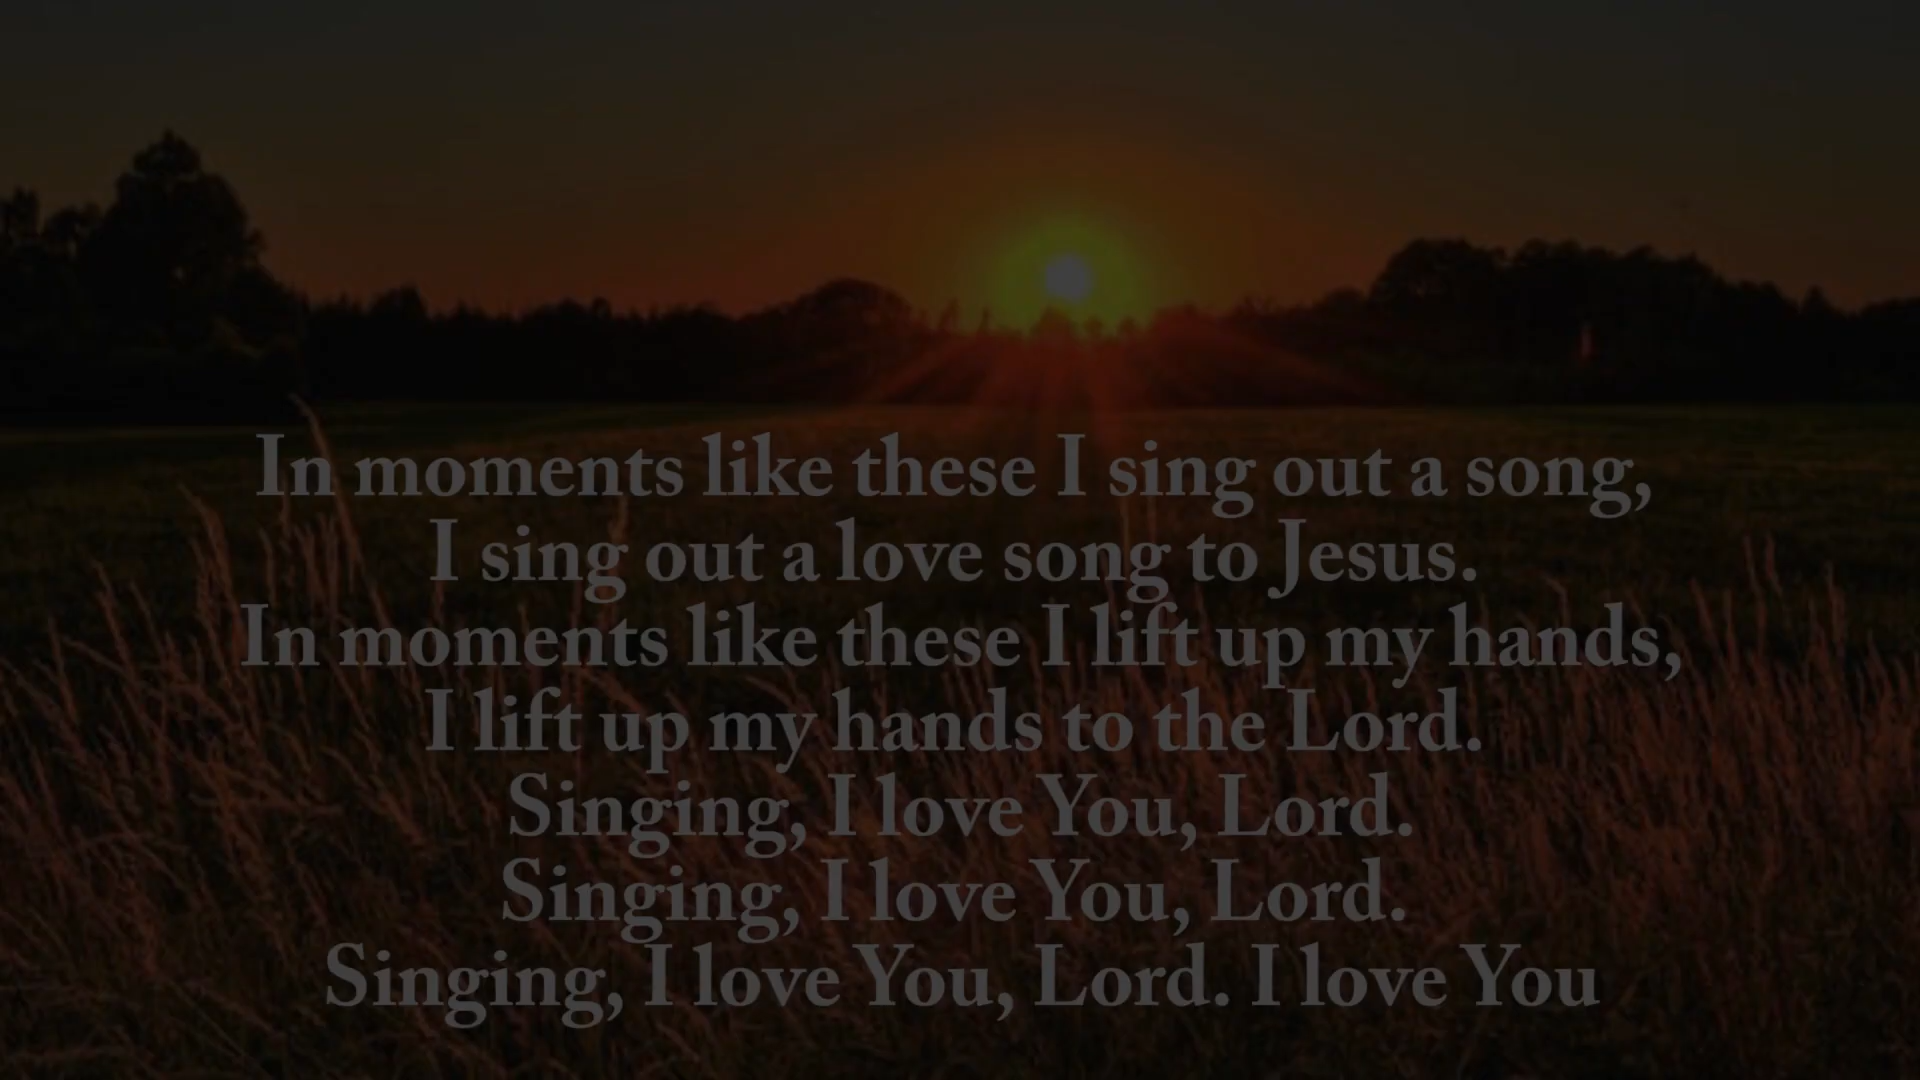 In moments like these I sing out a song,
I sing out a love song to Jesus.
In moments like these I lift up my hands,
I lift up my hands to the Lord.
Singing, I love You, Lord.
Singing, I love You, Lord.
Singing, I love You, Lord. I love You